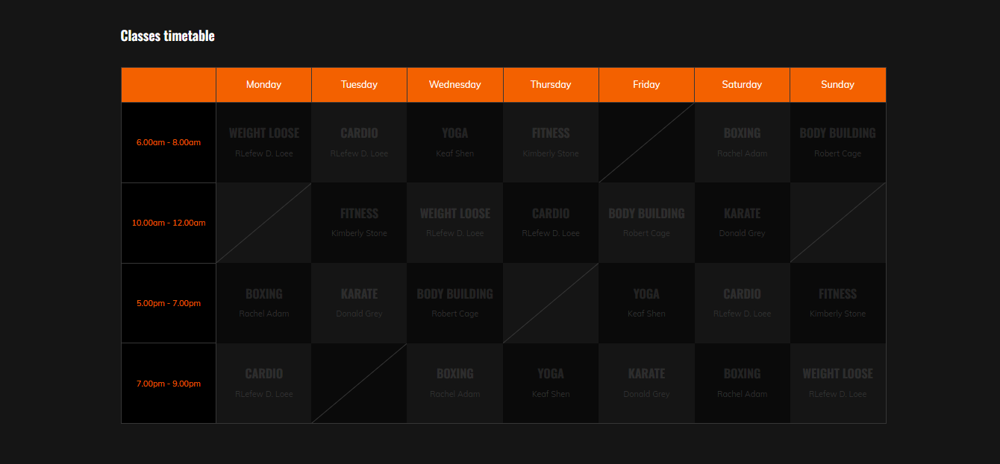 Classes timetable
Monday Tuesday Wednesday Thursday Friday Saturday Sunday
6.00am - 8.00am
WEIGHT LOOSE CARDIO YOGA FITNESS BOXING BODY BUILDING
RLefew D. Loee RLefew D. Loee Keaf Shen Kimberly Stone Rachel Adam Robert Cage
10.00am - 12.00am
FITNESS WEIGHT LOOSE CARDIO BODY BUILDING KARATE
Kimberly Stone RLefew D. Loee RLefew D. Loee Robert Cage Donald Grey
5.00pm - 7.00pm
BOXING KARATE BODY BUILDING YOGA CARDIO FITNESS
Rachel Adam Donald Grey Robert Cage Keaf Shen RLefew D. Loee Kimberly Stone
7.00pm - 9.00pm
CARDIO BOXING YOGA KARATE BOXING WEIGHT LOOSE
RLefew D. Loee Rachel Adam Keaf Shen Donald Grey Rachel Adam RLefew D. Loee